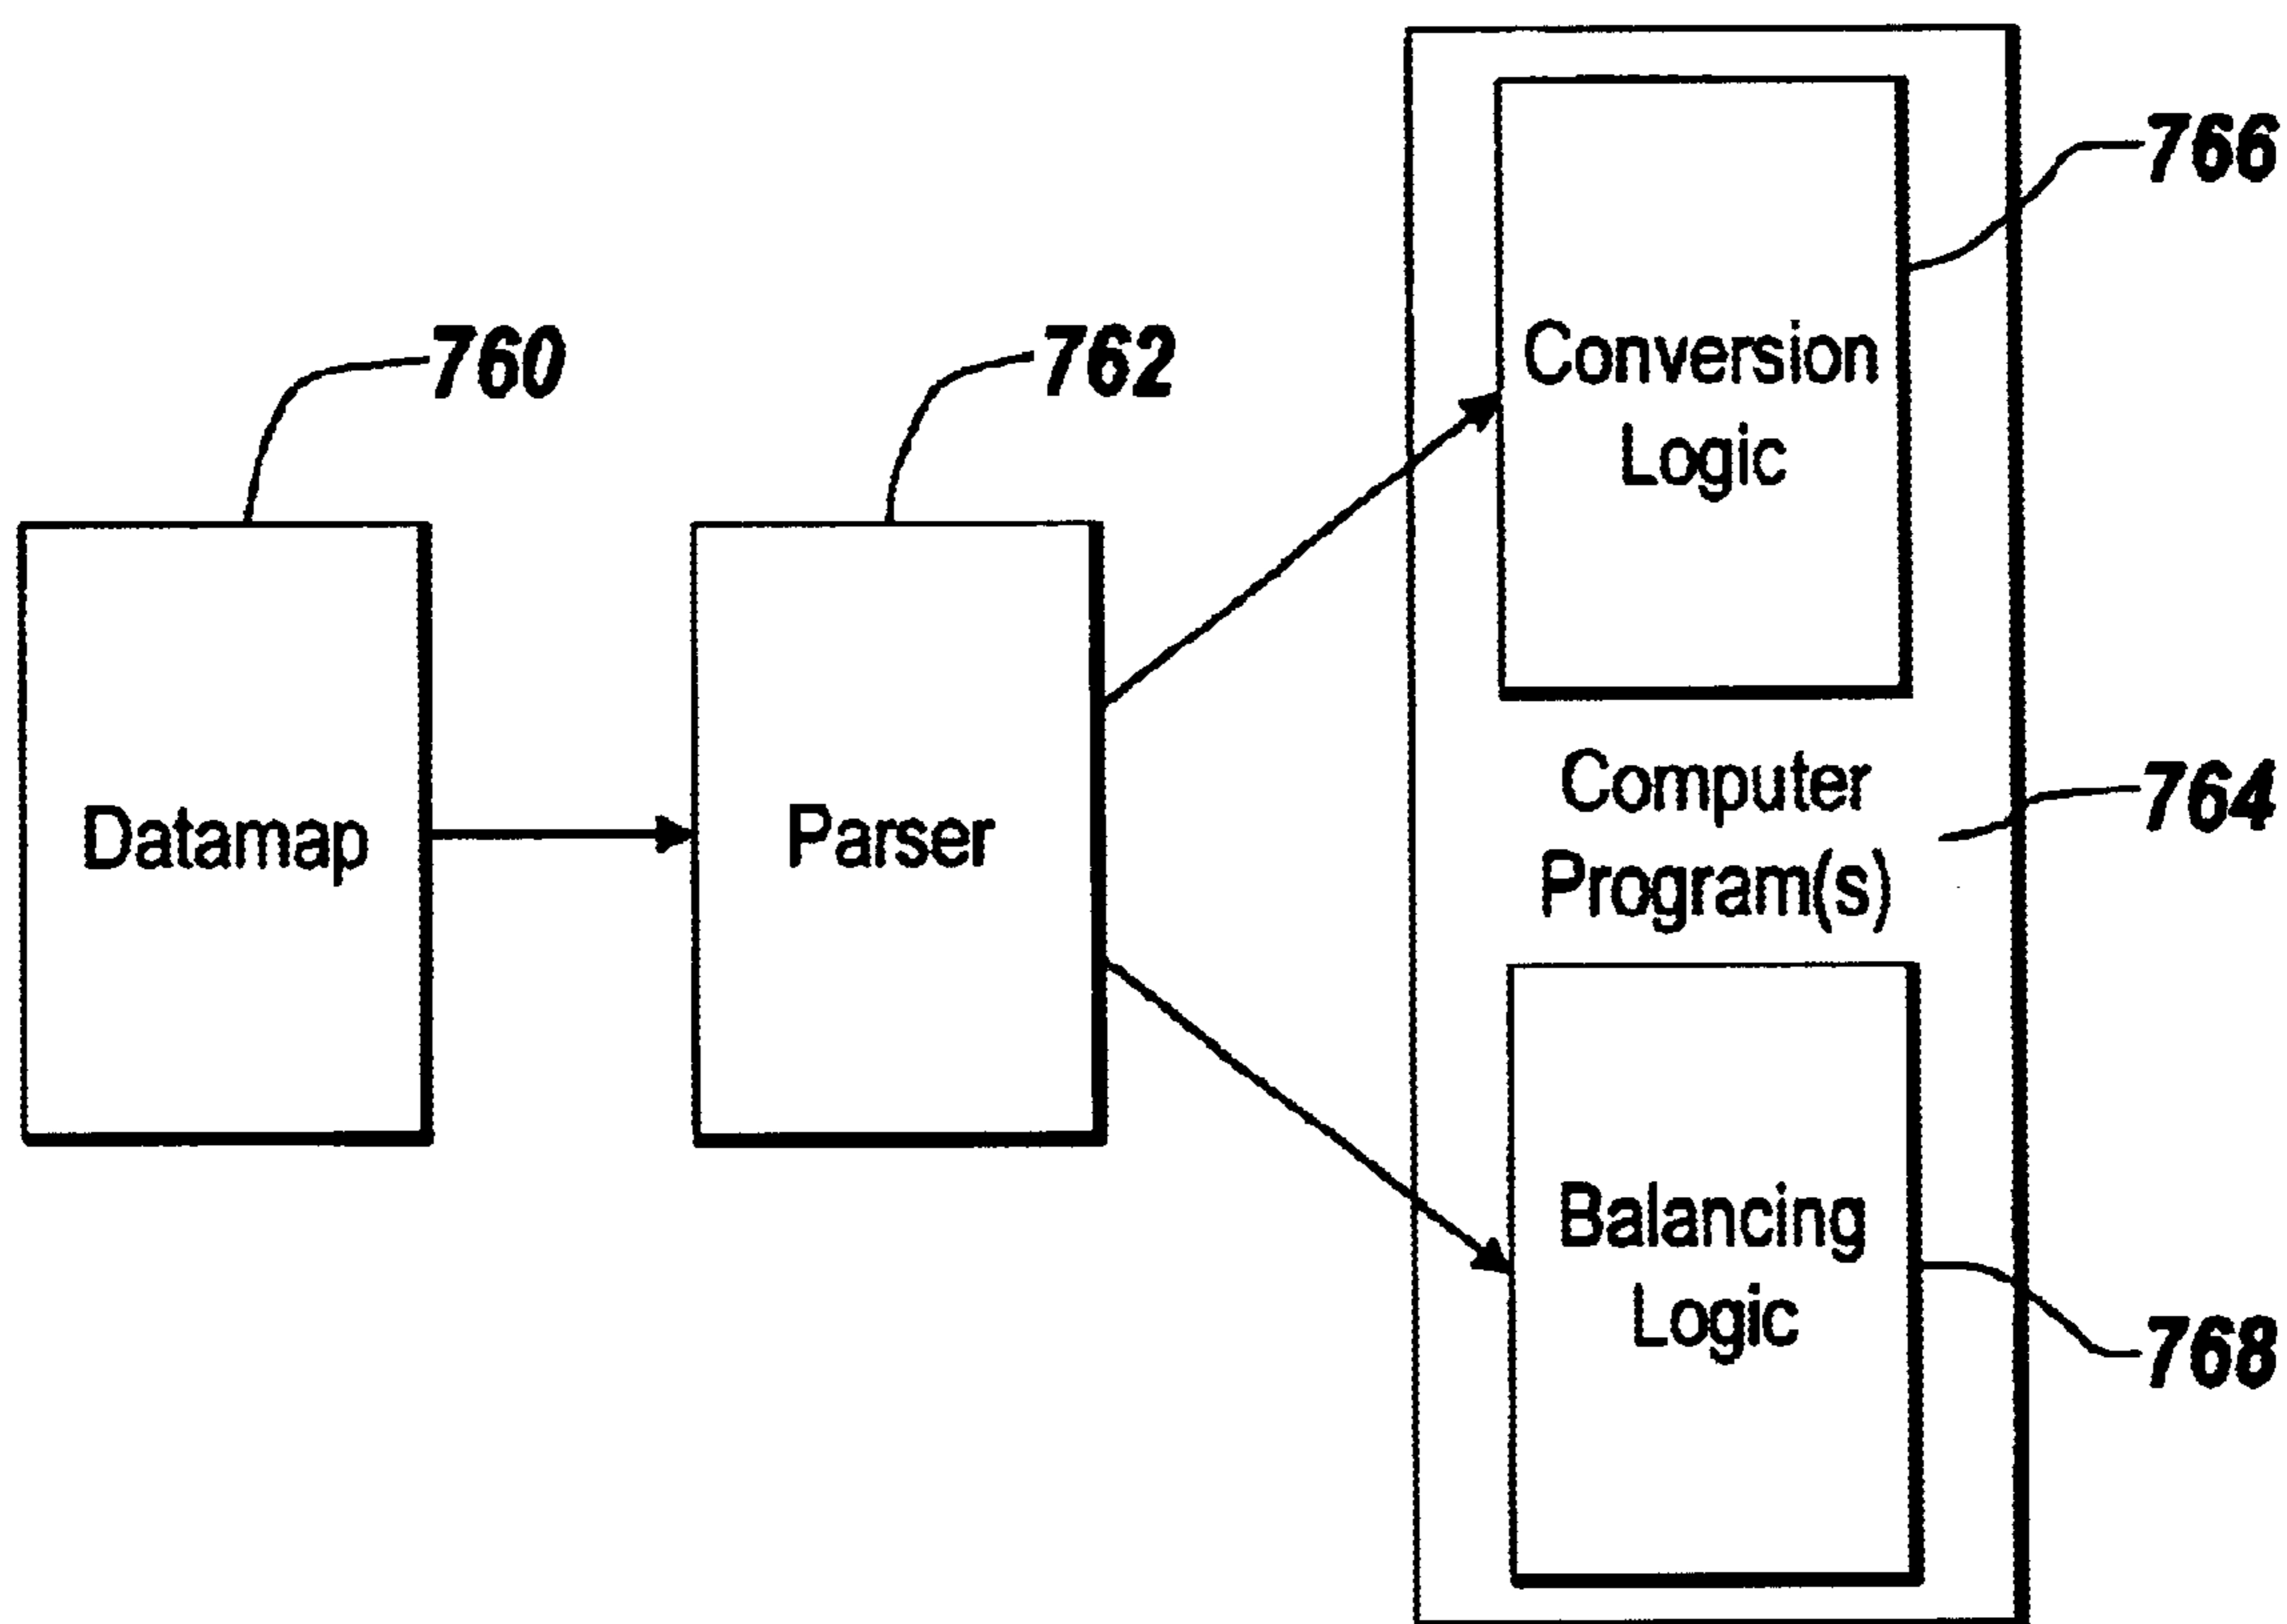 760
762
766
Conversion
Logic
Datamap
Parser
Computer
Program(s)
764
Balancing
Logic
768